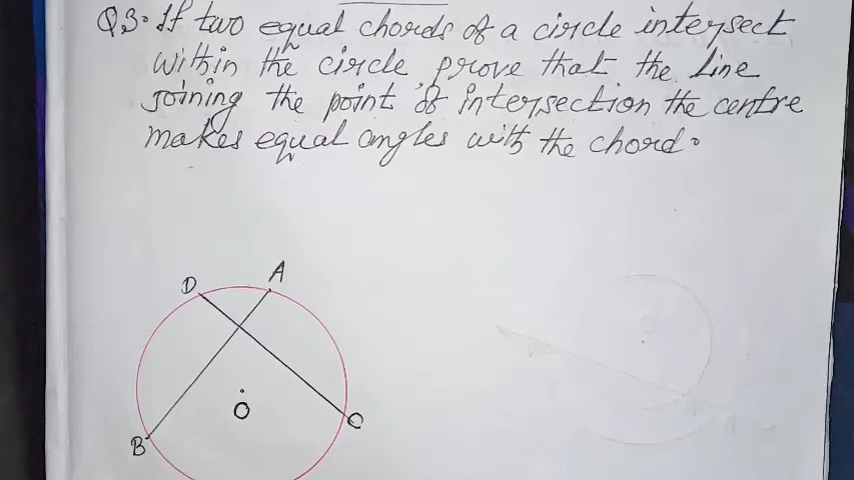 Q3. If two equal chords of a circle intersect
within the circle, prove that the line
joining the point of intersection the centre
makes equal angles with the chord.
D A
O
C
B